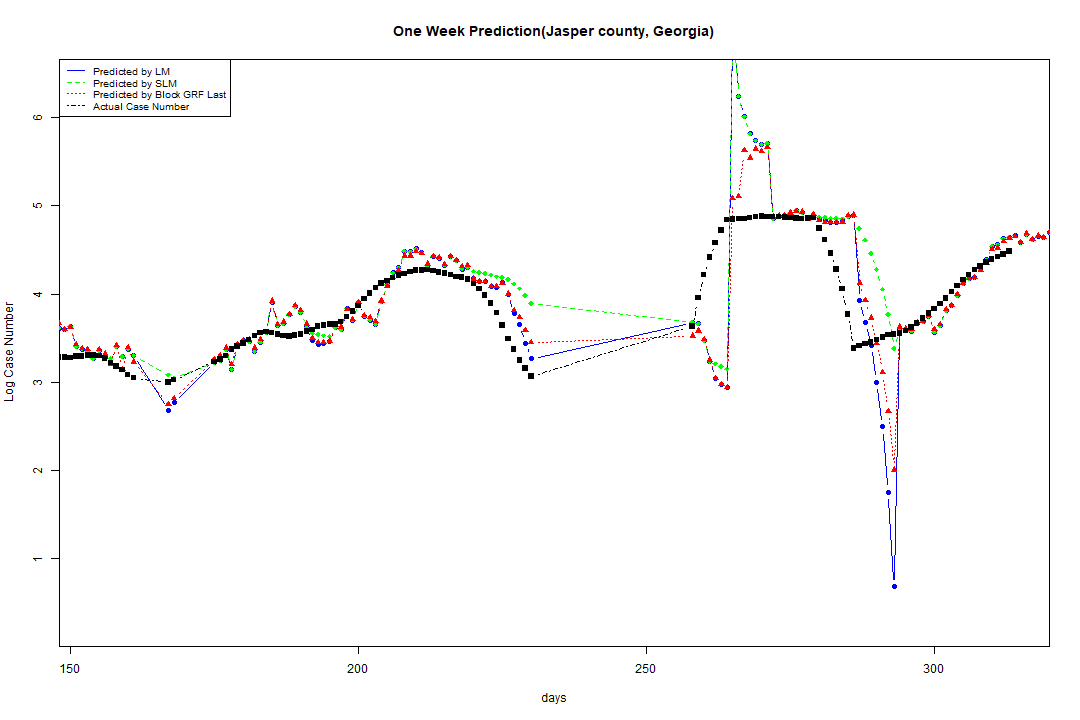 One Week Prediction(Jasper county, Georgia)
Predicted by LM
Predicted by SLM
Predicted by Block GRF Last
Actual Case Number
6
5
4
3
2
1
Log Case Number
150 200 250 300
days